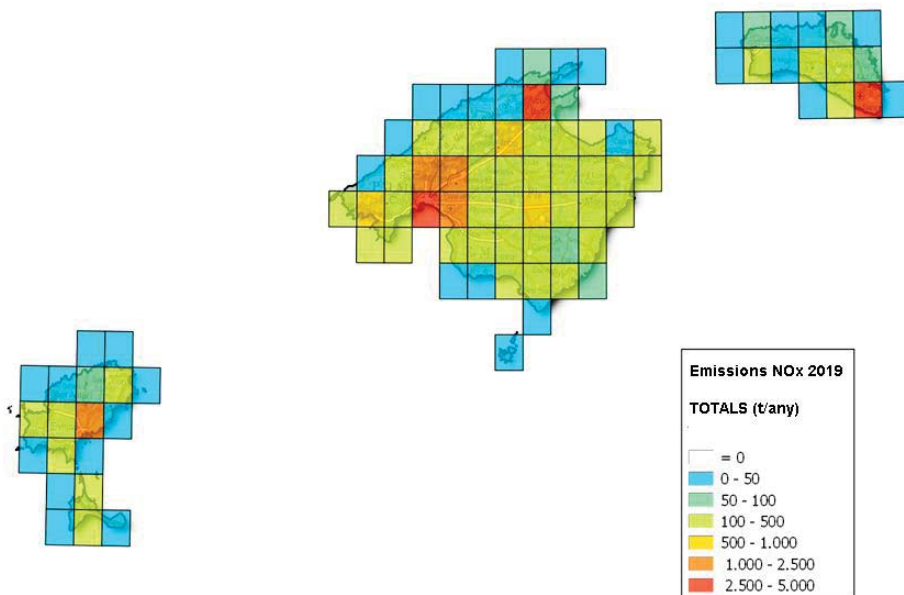 Emissions NOx 2019
TOTALS (t/any)
= 0
0 - 50
50 - 100
100 - 500
500 - 1.000
1.000 - 2.500
2.500 - 5.000